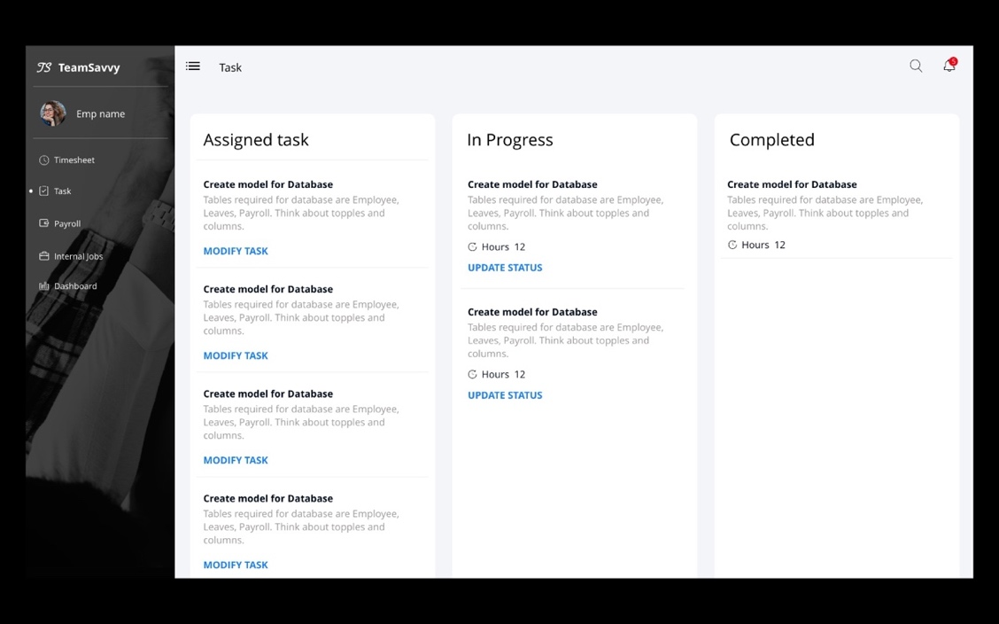 TS TeamSavvy
Emp name
Timesheet
Task
Payroll
Internal Jobs
Dashboard
Task
5
Assigned task
Create model for Database
Tables required for database are Employee,
Leaves, Payroll. Think about topples and
columns.
MODIFY TASK
Create model for Database
Tables required for database are Employee,
Leaves, Payroll. Think about topples and
columns.
MODIFY TASK
Create model for Database
Tables required for database are Employee,
Leaves, Payroll. Think about topples and
columns.
MODIFY TASK
Create model for Database
Tables required for database are Employee,
Leaves, Payroll. Think about topples and
columns.
MODIFY TASK
In Progress
Create model for Database
Tables required for database are Employee,
Leaves, Payroll. Think about topples and
columns.
Hours 12
UPDATE STATUS
Create model for Database
Tables required for database are Employee,
Leaves, Payroll. Think about topples and
columns.
Hours 12
UPDATE STATUS
Completed
Create model for Database
Tables required for database are Employee,
Leaves, Payroll. Think about topples and
columns.
Hours 12